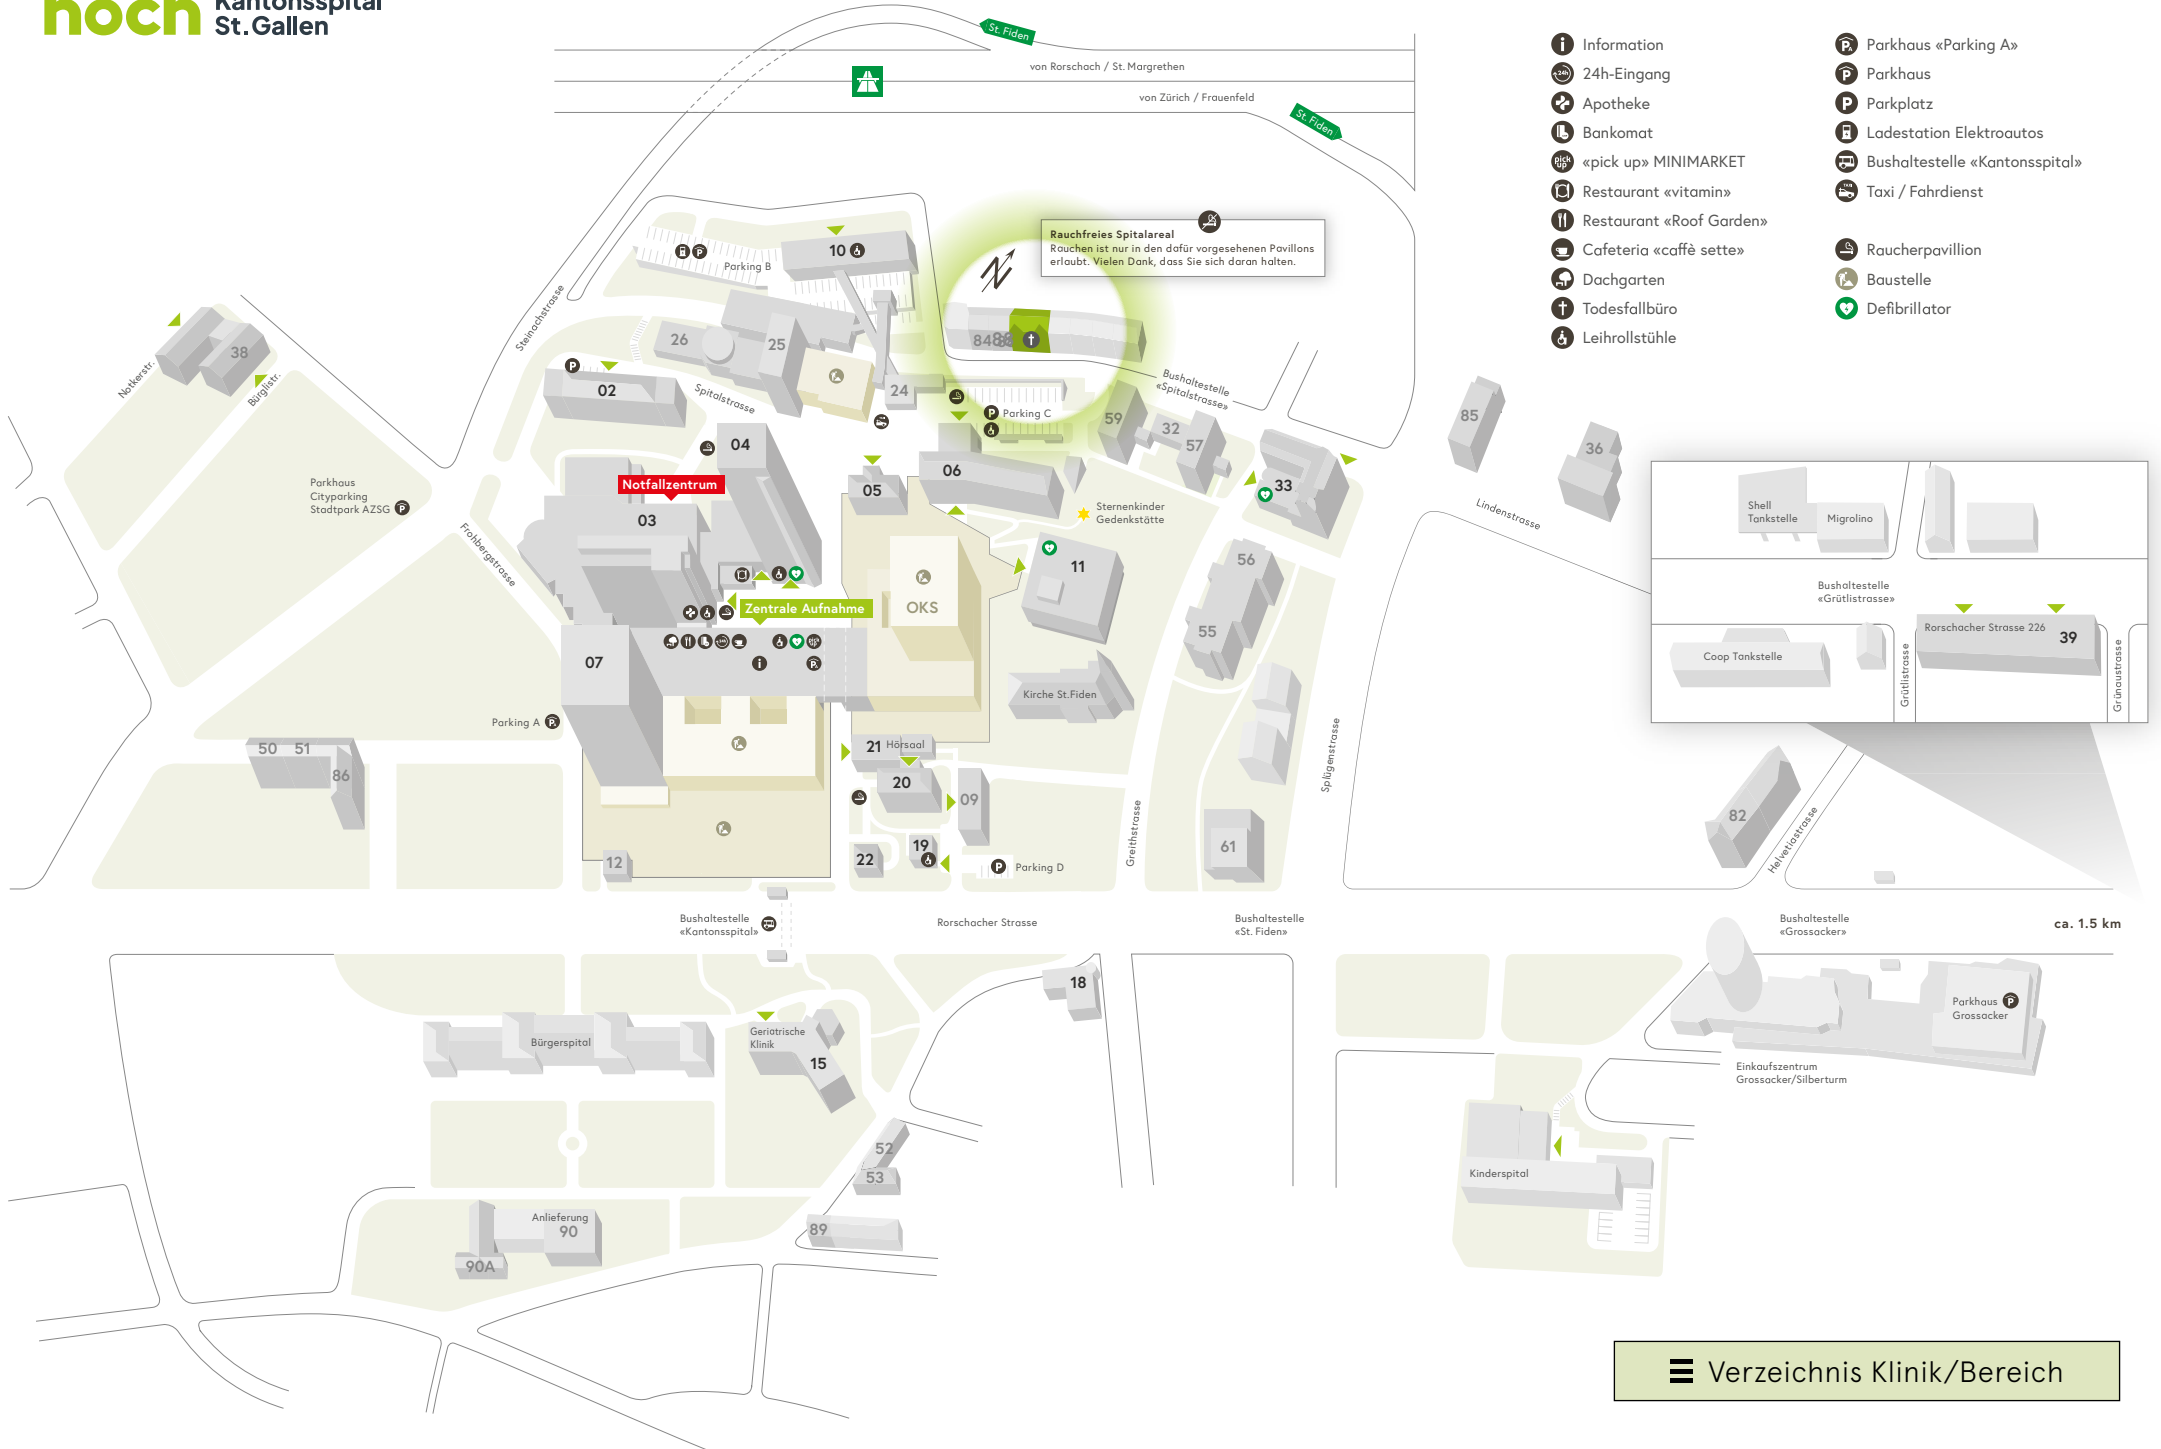 noch Kantonsspital
St.Gallen
St. Fiden
von Rorschach / St. Margrethen
von Zürich / Frauenfeld
St. Fiden
Information
24h-Eingang
Apotheke
Bankomat
«pick up» MINIMARKET
Restaurant «vitamin»
Restaurant «Roof Garden»
Cafeteria «caffè sette»
Dachgarten
Todesfallbüro
Leihrollstühle
Parkhaus «Parking A»
Parkhaus
Parkplatz
Ladestation Elektroautos
Bushaltestelle «Kantonsspital»
Taxi / Fahrdienst
Raucherpavillion
Baustelle
Defibrillator
Rauchfreies Spitalareal
Rauchen ist nur in den dafür vorgesehenen Pavillons
erlaubt. Vielen Dank, dass Sie sich daran halten.
N
10
Parking B
Steinachstrasse
26
25
84
38
Notkerstr.
Bürglistr.
02
Spitalstrasse
24
Parking C
Bushaltestelle
«Spitalstrasse»
59
32
57
85
36
04
Notfallzentrum
03
05
06
33
Parkhaus
Cityparking
Stadtpark AZSG
Frohbergstrasse
Sternenkinder
Gedenkstätte
Lindenstrasse
11
56
55
OKS
Zentrale Aufnahme
07
Kirche St.Fiden
Parking A
50 51
86
21 Hörsaal
20
09
19
22
12
Parking D
61
Greithstrasse
Splügenstrasse
82
Helvetiastrasse
Shell
Tankstelle
Migrolino
Bushaltestelle
«Grütlistrasse»
Rorschacher Strasse 226
39
Coop Tankstelle
Grütlistrasse
Grünaustrasse
Bushaltestelle
«Kantonsspital»
Rorschacher Strasse
Bushaltestelle
«St. Fiden»
Bushaltestelle
«Grossacker»
ca. 1.5 km
18
Bürgerspital
Geriatrische
Klinik
15
Parkhaus
Grossacker
Einkaufszentrum
Grossacker/Silberturm
52
53
89
Anlieferung
90
90A
Kinderspital
Verzeichnis Klinik/Bereich